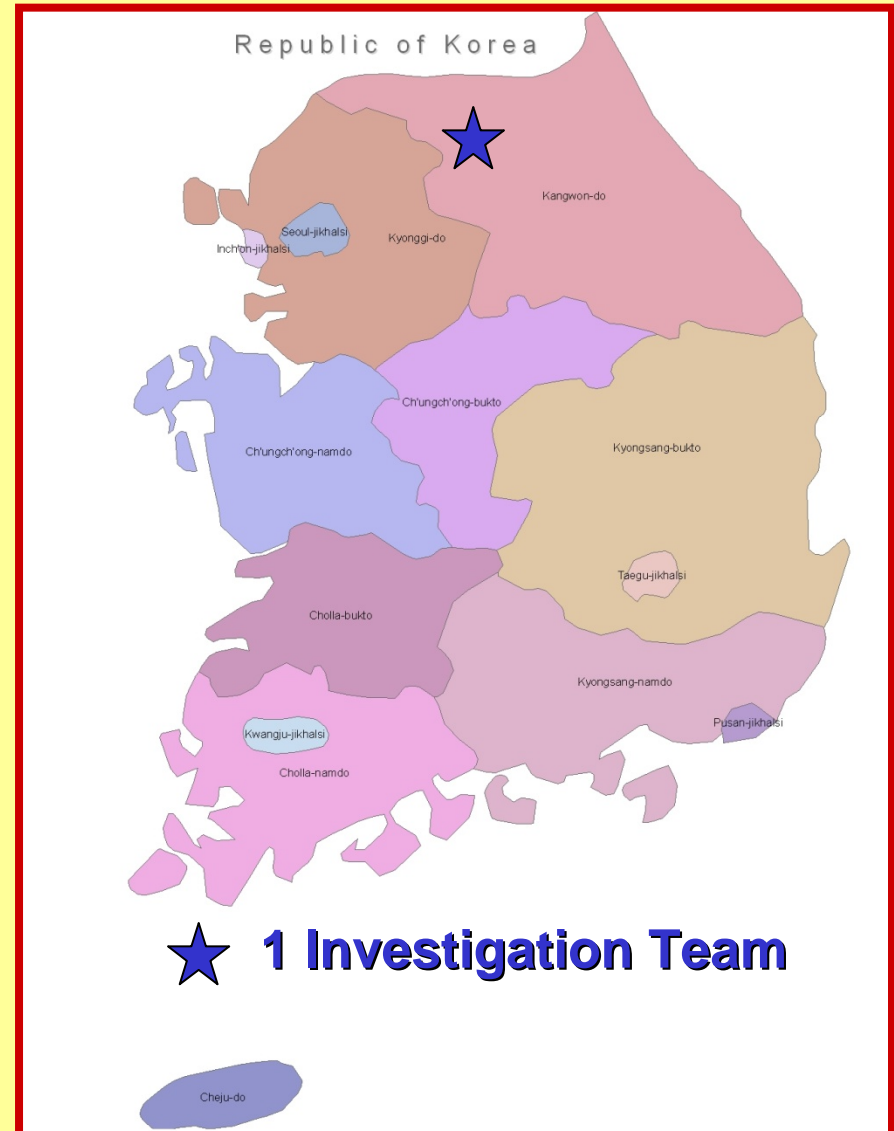 Republic of Korea
Kangwon-do
Seoul-jikhalsi
Kyonggi-do
Inch'on-jikhalsi
Ch'ungch'ong-bukto
Kyongsang-bukto
Ch'ungch'ong-namdo
Taegu-jikhalsi
Cholla-bukto
Kyongsang-namdo
Pusan-jikhalsi
Kwangju-jikhalsi
Cholla-namdo
1 Investigation Team
Cheju-do